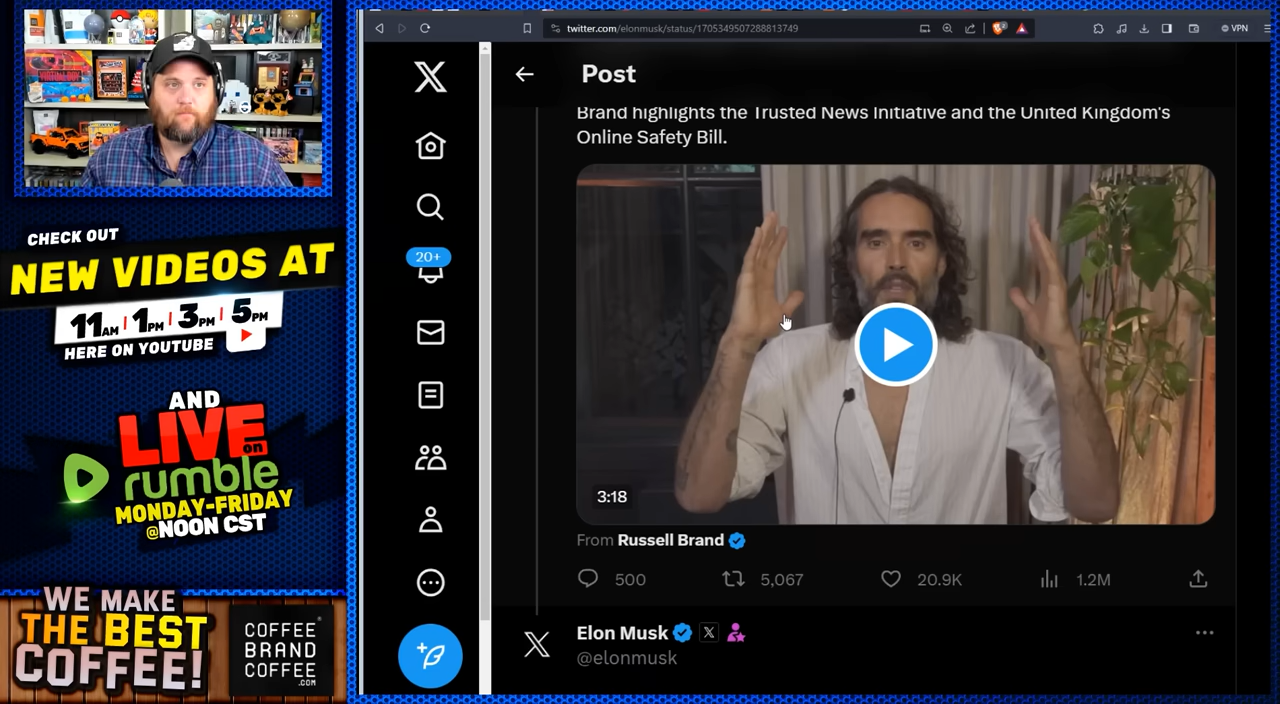 CHECK OUT
NEW VIDEOS AT
11AM | 1PM | 3PM | 5PM
HERE ON YOUTUBE
AND
LIVE on
rumble
MONDAY-FRIDAY
@NOON CST
WE MAKE
THE BEST
COFFEE!
COFFEE
BRAND
COFFEE
.COM
twitter.com/elonmusk/status/1705349507288813749
VPN
X
20+
Post
Brand highlights the Trusted News Initiative and the United Kingdom's
Online Safety Bill.
3:18
From Russell Brand
500 5,067 20.9K 1.2M
Elon Musk X
@elonmusk